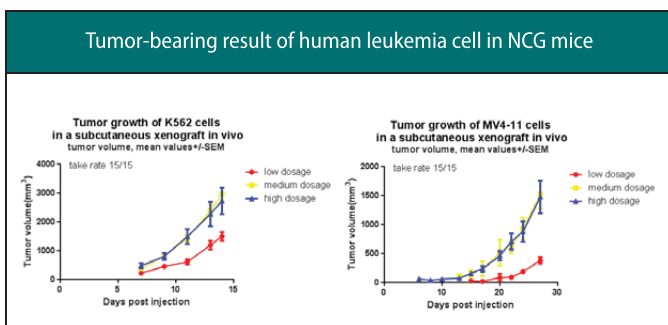 Tumor-bearing result of human leukemia cell in NCG mice
Tumor growth of K562 cells
in a subcutaneous xenograft in vivo
tumor volume, mean values+/-SEM
take rate 15/15
low dosage
medium dosage
high dosage
Tumor volume(mm³)
4000
3000
2000
1000
0
0
5
10
15
Days post injection
Tumor growth of MV4-11 cells
in a subcutaneous xenograft in vivo
tumor volume, mean values+/-SEM
take rate 15/15
low dosage
medium dosage
high dosage
Tumor volume(mm³)
2000
1500
1000
500
0
0
10
20
30
Days post injection